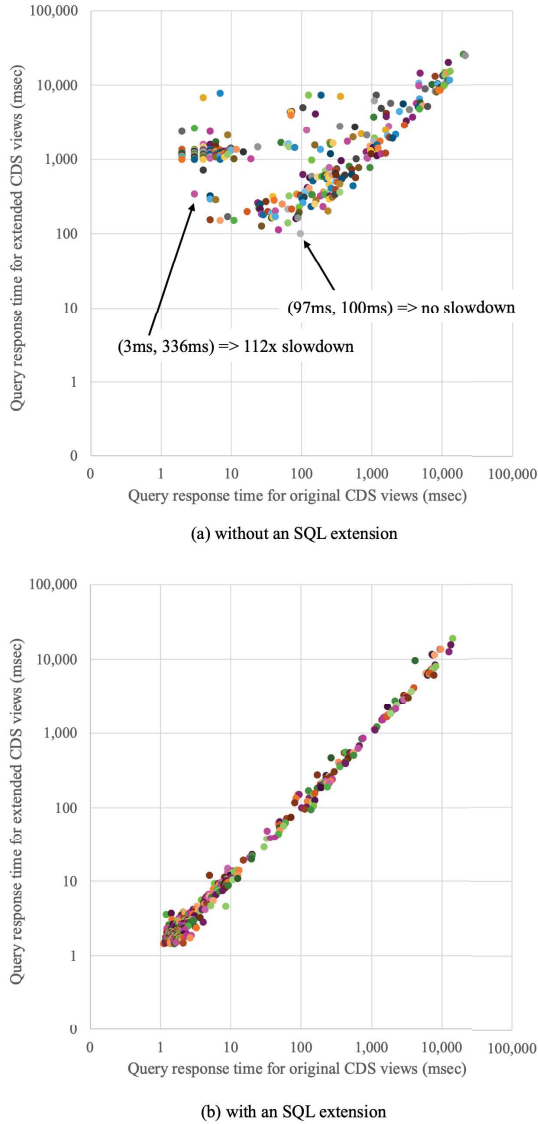 100,000
10,000
1,000
100
10
1
0
Query response time for extended CDS views (msec)
(97ms, 100ms) => no slowdown
(3ms, 336ms) => 112x slowdown
0 1 10 100 1,000 10,000 100,000
Query response time for original CDS views (msec)
(a) without an SQL extension
100,000
10,000
1,000
100
10
1
0
Query response time for extended CDS views (msec)
0 1 10 100 1,000 10,000 100,000
Query response time for original CDS views (msec)
(b) with an SQL extension